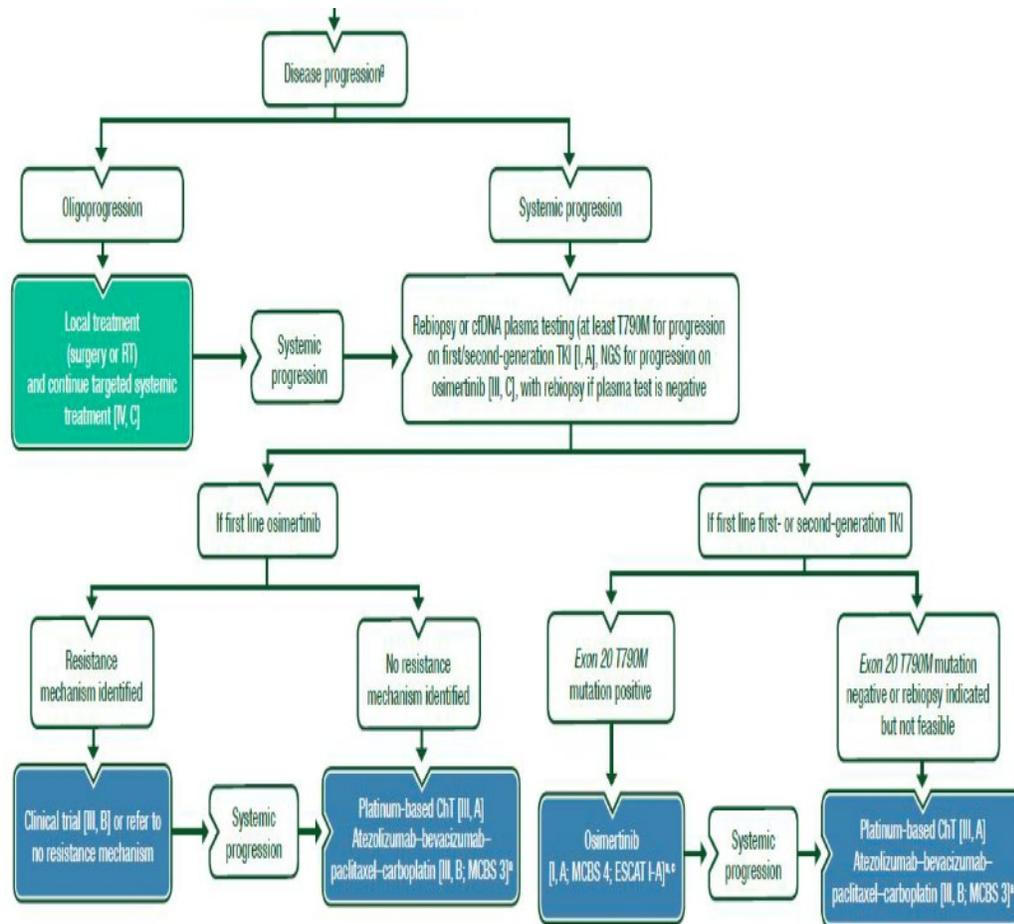 Disease progressionᵍ
Oligoprogression
Systemic progression
Local treatment
(surgery or RT)
and continue targeted systemic
treatment [IV, C]
Systemic
progression
Rebiopsy or cfDNA plasma testing (at least T790M for progression
on first/second-generation TKI [I, A], NGS for progression on
osimertinib [III, C], with rebiopsy if plasma test is negative
If first line osimertinib
If first line first- or second-generation TKI
Resistance
mechanism identified
No resistance
mechanism identified
Exon 20 T790M
mutation positive
Exon 20 T790M mutation
negative or rebiopsy indicated
but not feasible
Clinical trial [III, B] or refer to
no resistance mechanism
Systemic
progression
Platinum-based ChT [III, A]
Atezolizumab–bevacizumab–
paclitaxel–carboplatin [III, B; MCBS 3]
Osimertinib
[I, A; MCBS 4; ESCAT I-A]
Systemic
progression
Platinum-based ChT [III, A]
Atezolizumab–bevacizumab–
paclitaxel–carboplatin [III, B; MCBS 3]